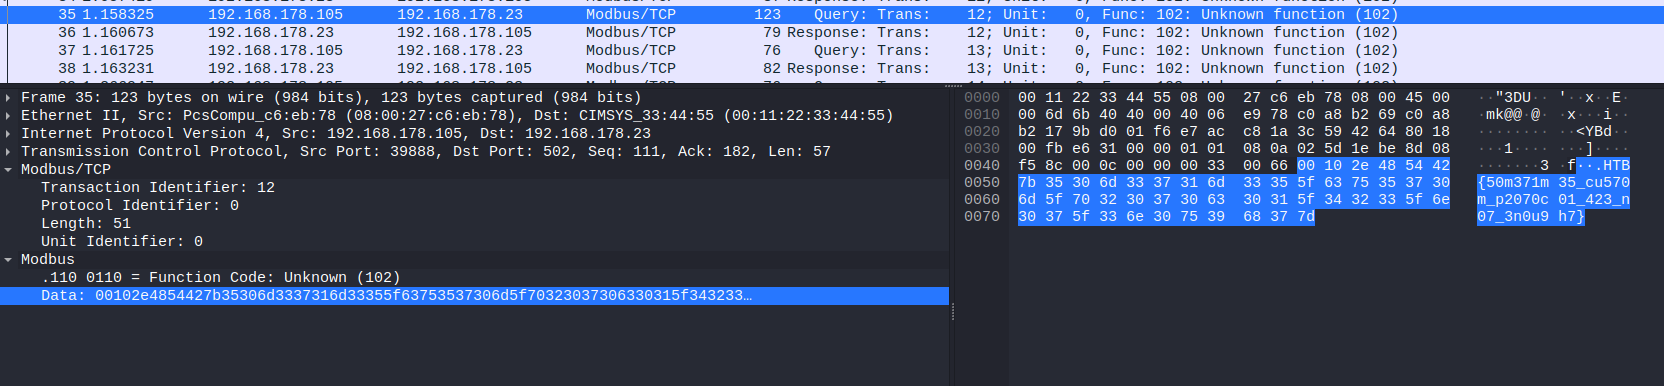 35 1.158325 192.168.178.105 192.168.178.23 Modbus/TCP 123 Query: Trans: 12; Unit: 0, Func: 102: Unknown function (102)
36 1.160673 192.168.178.23 192.168.178.105 Modbus/TCP 79 Response: Trans: 12; Unit: 0, Func: 102: Unknown function (102)
37 1.161725 192.168.178.105 192.168.178.23 Modbus/TCP 76 Query: Trans: 13; Unit: 0, Func: 102: Unknown function (102)
38 1.163231 192.168.178.23 192.168.178.105 Modbus/TCP 82 Response: Trans: 13; Unit: 0, Func: 102: Unknown function (102)
Frame 35: 123 bytes on wire (984 bits), 123 bytes captured (984 bits)
Ethernet II, Src: PcsCompu_c6:eb:78 (08:00:27:c6:eb:78), Dst: CIMSYS_33:44:55 (00:11:22:33:44:55)
Internet Protocol Version 4, Src: 192.168.178.105, Dst: 192.168.178.23
Transmission Control Protocol, Src Port: 39888, Dst Port: 502, Seq: 111, Ack: 182, Len: 57
Modbus/TCP
Transaction Identifier: 12
Protocol Identifier: 0
Length: 51
Unit Identifier: 0
Modbus
.110 0110 = Function Code: Unknown (102)
Data: 00102e4854427b35306d3337316d33355f63753537306d5f70323037306330315f343233…
0000 00 11 22 33 44 55 08 00 27 c6 eb 78 08 00 45 00 ··"3DU·· '··x··E·
0010 00 6d 6b 40 40 00 40 06 e9 78 c0 a8 b2 69 c0 a8 ·mk@@·@· ·x···i··
0020 b2 17 9b d0 01 f6 e7 ac c8 1a 3c 59 42 64 80 18 ········ ··<YBd··
0030 00 fb e6 31 00 00 01 01 08 0a 02 5d 1e be 8d 08 ···1···· ···]····
0040 f5 8c 00 0c 00 00 00 33 00 66 00 10 2e 48 54 42 ·······3 ·f··.HTB
0050 7b 35 30 6d 33 37 31 6d 33 35 5f 63 75 35 37 30 {50m371m 35_cu570
0060 6d 5f 70 32 30 37 30 63 30 31 5f 34 32 33 5f 6e m_p2070c 01_423_n
0070 30 37 5f 33 6e 30 75 39 68 37 7d 07_3n0u9 h7}